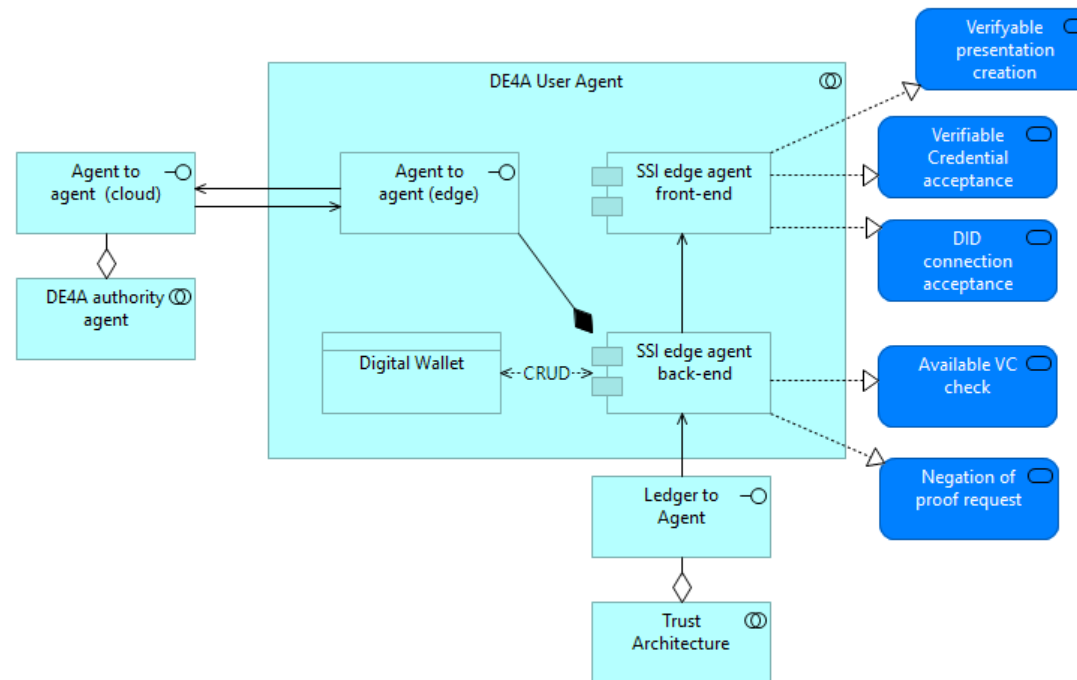 Verifyable
presentation
creation
DE4A User Agent
Verifiable
Credential
acceptance
Agent to
agent  (cloud)
Agent to
agent (edge)
SSI edge agent
front-end
DID
connection
acceptance
DE4A authority
agent
Digital Wallet
CRUD
SSI edge agent
back-end
Available VC
check
Negation of
proof request
Ledger to
Agent
Trust
Architecture